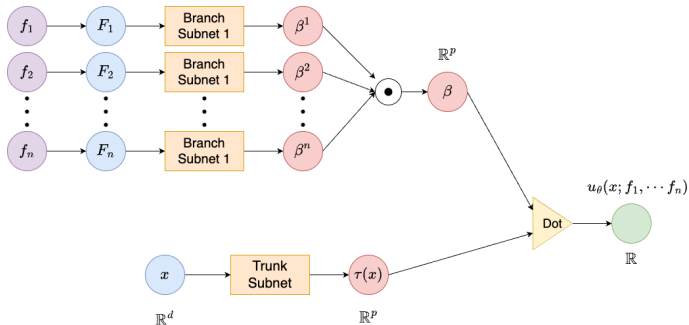 f₁ F₁ Branch Subnet 1 β¹
f₂ F₂ Branch Subnet 1 β²
ℝᵖ
β
fₙ Fₙ Branch Subnet 1 βⁿ
u_θ(x; f₁, ⋯ fₙ)
Dot
ℝ
x Trunk Subnet τ(x)
ℝᵈ ℝᵖ